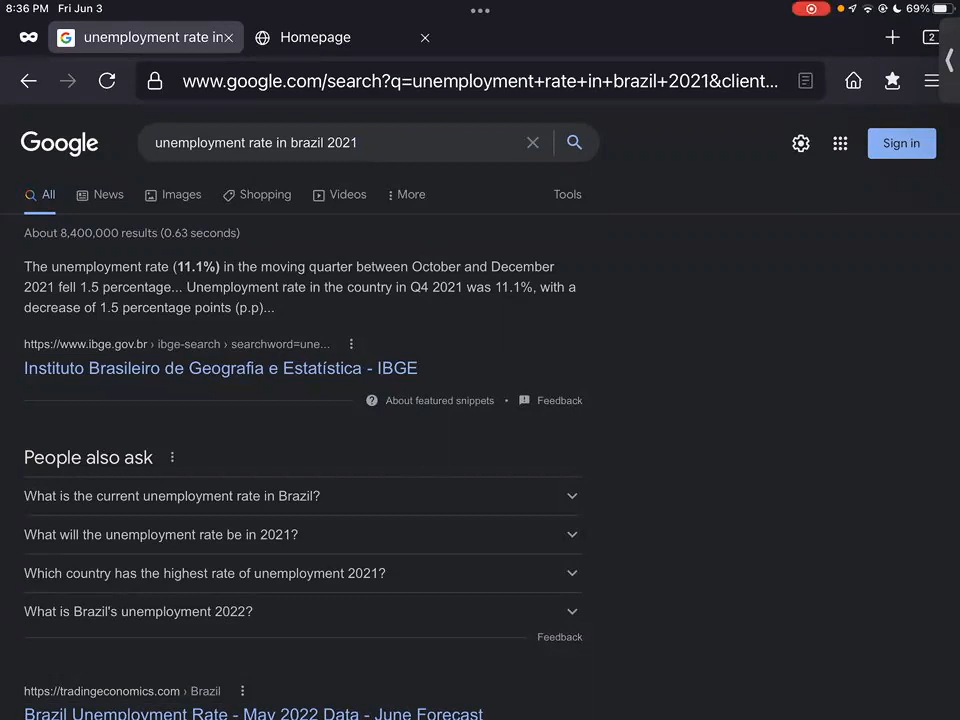 8:36 PM Fri Jun 3
69%
unemployment rate in
Homepage
2
www.google.com/search?q=unemployment+rate+in+brazil+2021&client...
Google
unemployment rate in brazil 2021
Sign in
All News Images Shopping Videos More Tools
About 8,400,000 results (0.63 seconds)
The unemployment rate (11.1%) in the moving quarter between October and December
2021 fell 1.5 percentage... Unemployment rate in the country in Q4 2021 was 11.1%, with a
decrease of 1.5 percentage points (p.p)...
https://www.ibge.gov.br › ibge-search › searchword=une...
Instituto Brasileiro de Geografia e Estatística - IBGE
About featured snippets • Feedback
People also ask
What is the current unemployment rate in Brazil?
What will the unemployment rate be in 2021?
Which country has the highest rate of unemployment 2021?
What is Brazil's unemployment 2022?
Feedback
https://tradingeconomics.com › Brazil
Brazil Unemployment Rate - May 2022 Data - June Forecast